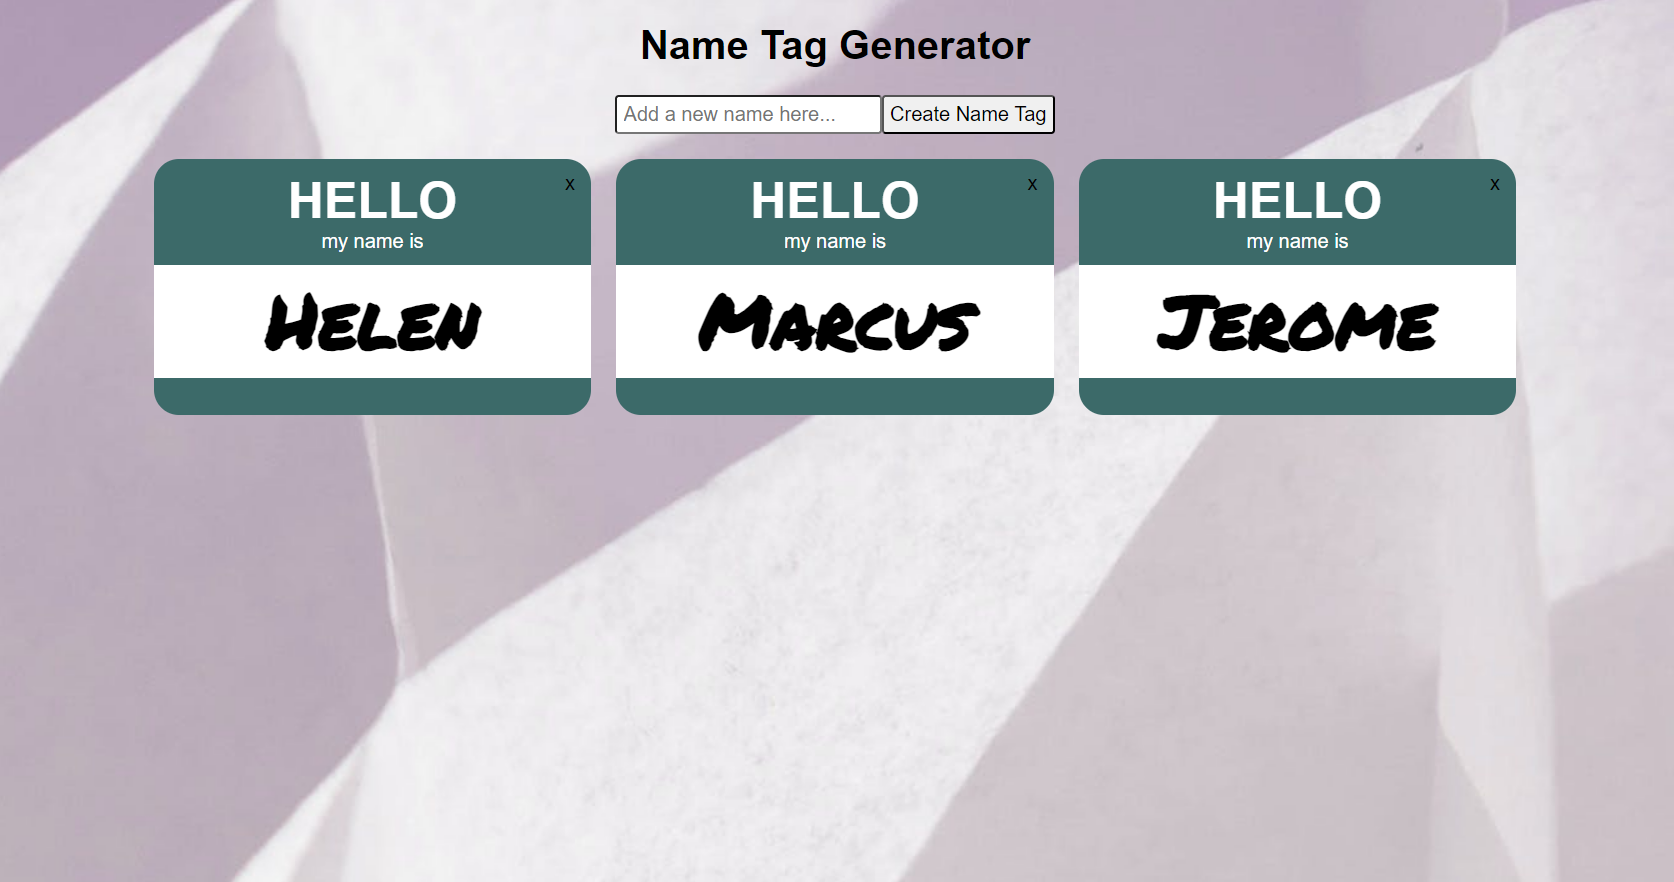 Name Tag Generator
Add a new name here... Create Name Tag
HELLO x
my name is
Helen
HELLO x
my name is
Marcus
HELLO x
my name is
Jerome